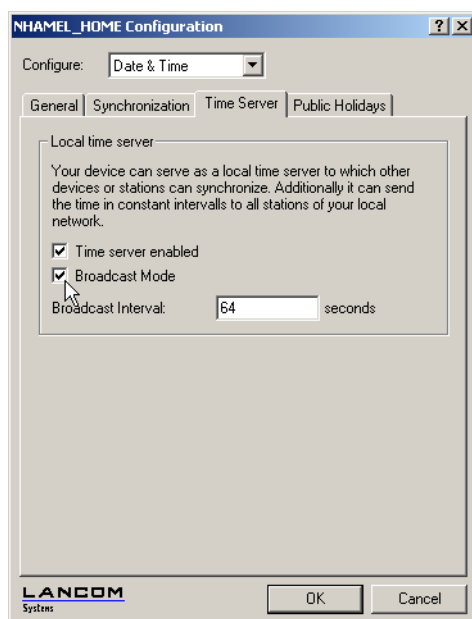 NHAMEL_HOME Configuration
Configure: Date & Time
General Synchronization Time Server Public Holidays
Local time server
Your device can serve as a local time server to which other
devices or stations can synchronize. Additionally it can send
the time in constant intervalls to all stations of your local
network.
Time server enabled
Broadcast Mode
Broadcast Interval: 64 seconds
LANCOM
Systems
OK Cancel